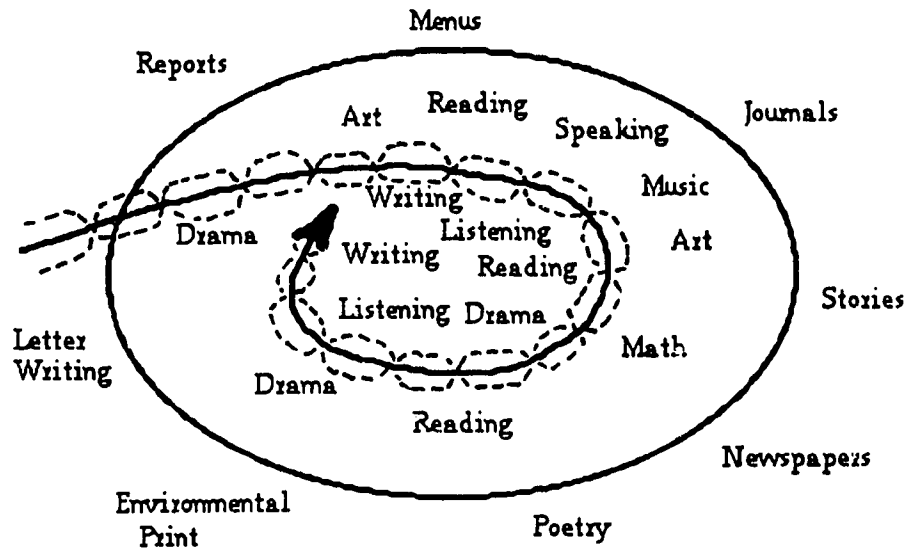 Menus
Reports
Journals
Art
Reading
Speaking
Music
Writing
Drama
Listening
Art
Writing
Reading
Stories
Listening
Drama
Letter
Writing
Math
Drama
Reading
Newspapers
Environmental
Print
Poetry